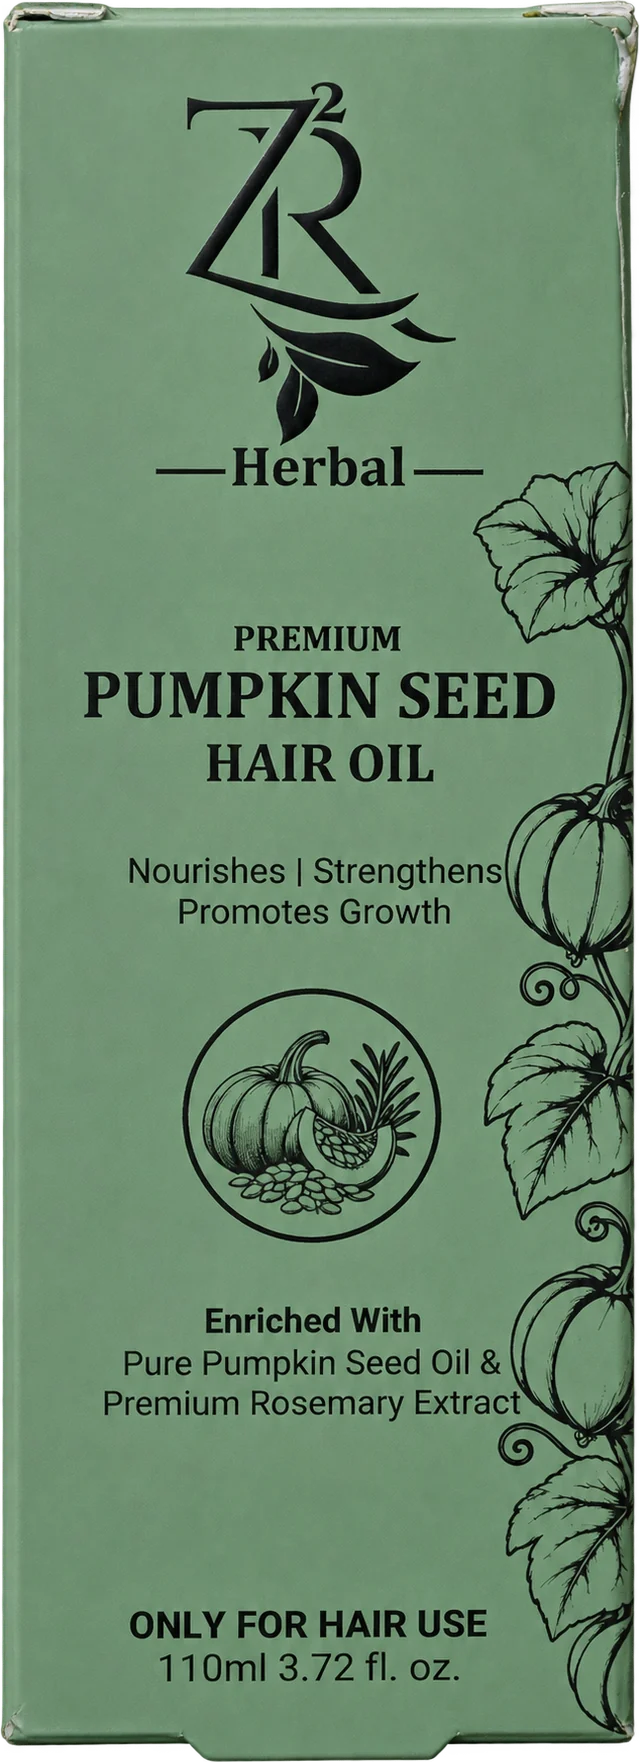 ZR²
Herbal
PREMIUM
PUMPKIN SEED
HAIR OIL
Nourishes | Strengthens
Promotes Growth
Enriched With
Pure Pumpkin Seed Oil &
Premium Rosemary Extract
ONLY FOR HAIR USE
110ml 3.72 fl. oz.